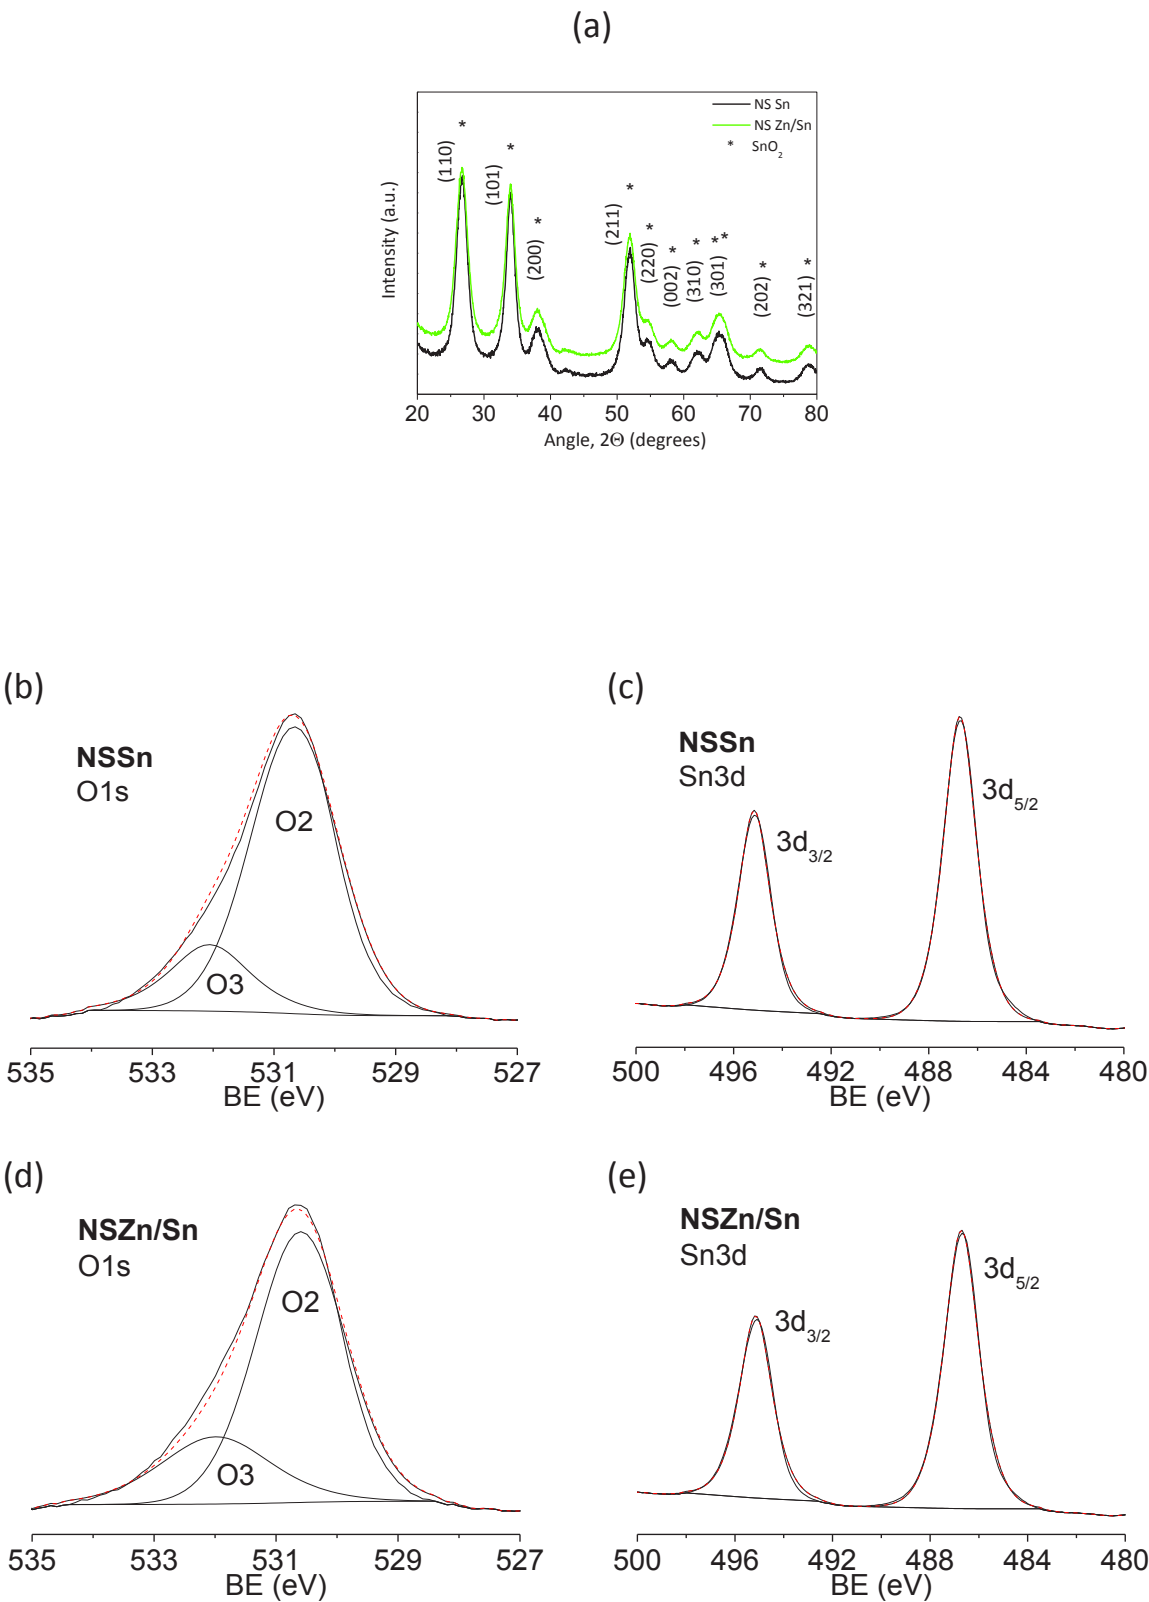 (a)
NS Sn
NS Zn/Sn
* SnO2
Intensity (a.u.)
(110) *
(101) *
(200) *
(211) *
(220) *
(002) *
(310) *
(301) * *
(202) *
(321) *
20 30 40 50 60 70 80
Angle, 2Θ (degrees)
(b)
NSSn
O1s
O2
O3
535 533 531 529 527
BE (eV)
(c)
NSSn
Sn3d
3d5/2
3d3/2
500 496 492 488 484 480
BE (eV)
(d)
NSZn/Sn
O1s
O2
O3
535 533 531 529 527
BE (eV)
(e)
NSZn/Sn
Sn3d
3d5/2
3d3/2
500 496 492 488 484 480
BE (eV)